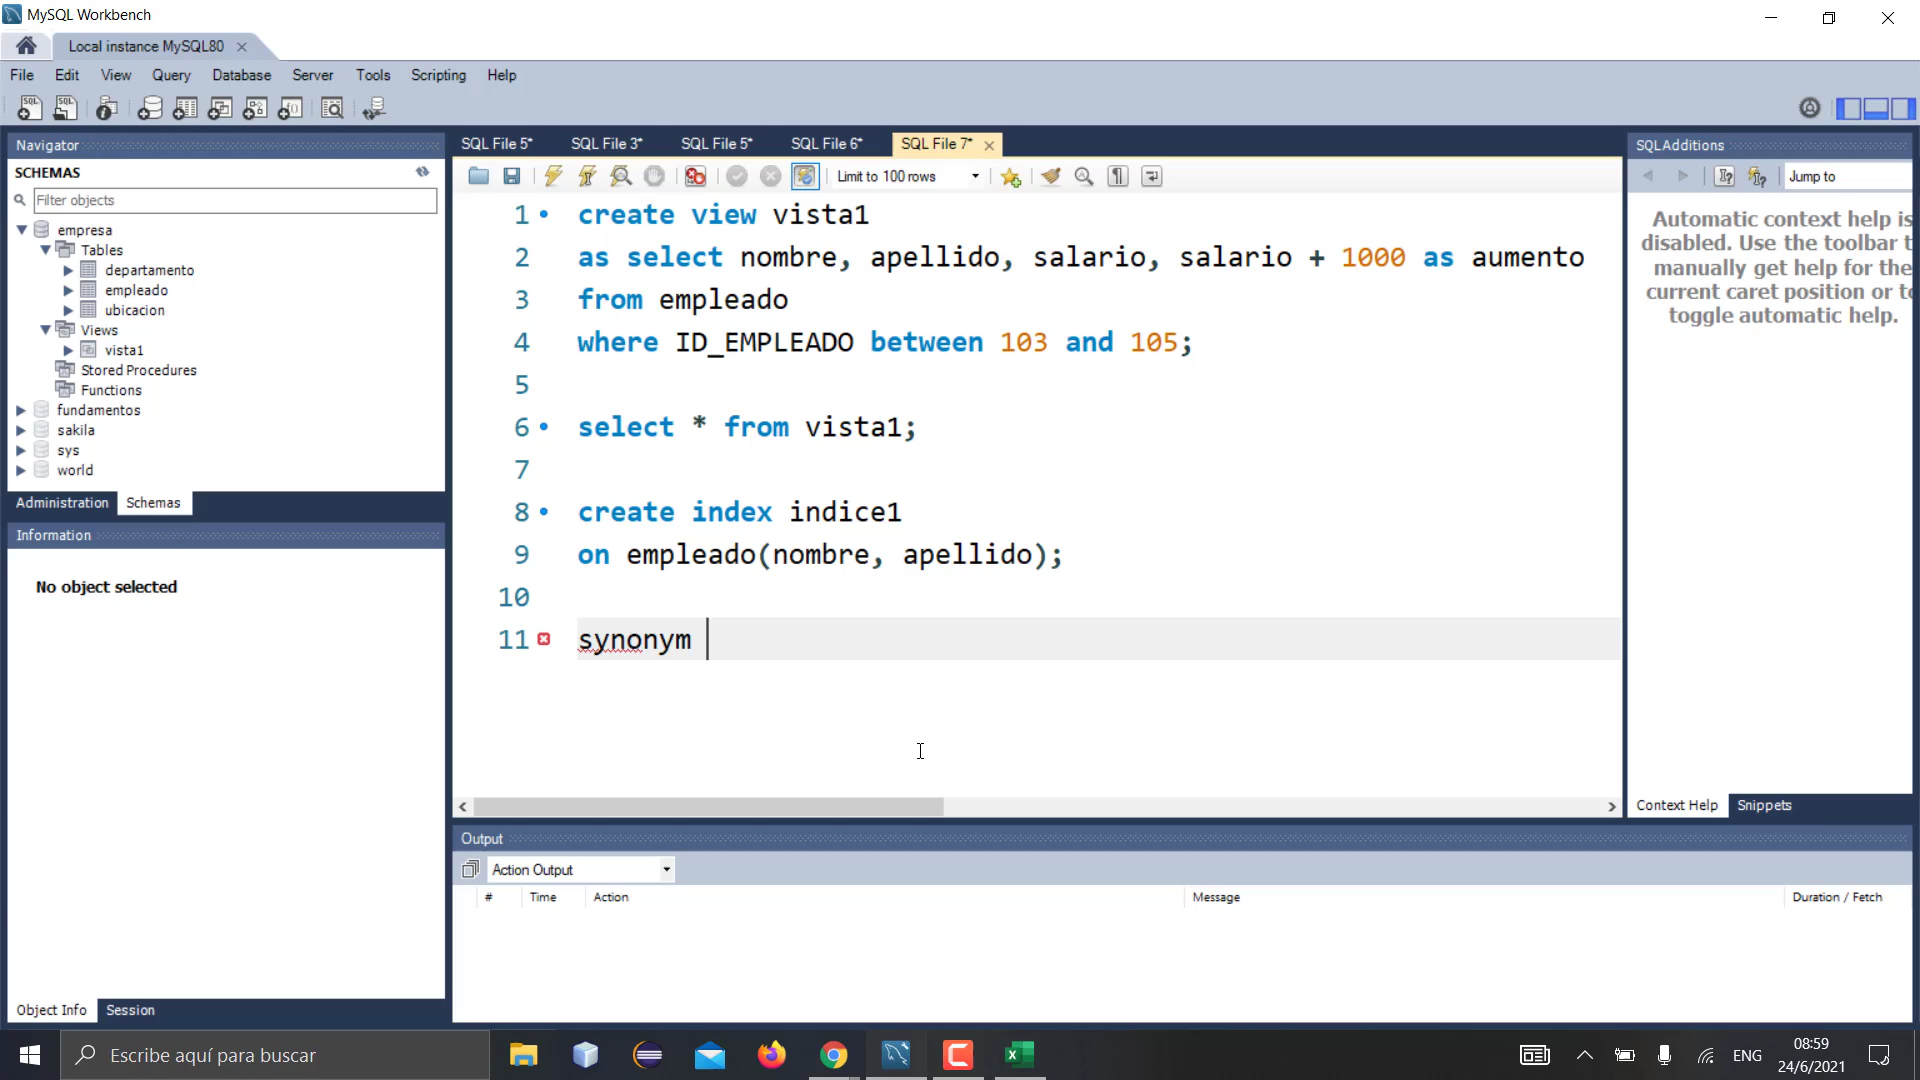 MySQL Workbench
Local instance MySQL80
File Edit View Query Database Server Tools Scripting Help
Navigator
SCHEMAS
Filter objects
empresa
Tables
departamento
empleado
ubicacion
Views
vista1
Stored Procedures
Functions
fundamentos
sakila
sys
world
Administration Schemas
Information
No object selected
Object Info Session
SQL File 5* SQL File 3* SQL File 5* SQL File 6* SQL File 7*
Limit to 100 rows
1 create view vista1
2 as select nombre, apellido, salario, salario + 1000 as aumento
3 from empleado
4 where ID_EMPLEADO between 103 and 105;
5
6 select * from vista1;
7
8 create index indice1
9 on empleado(nombre, apellido);
10
11 synonym
Output
Action Output
# Time Action Message Duration / Fetch
SQLAdditions
Jump to
Automatic context help is
disabled. Use the toolbar t
manually get help for the
current caret position or to
toggle automatic help.
Context Help Snippets
Escribe aquí para buscar
ENG
08:59
24/6/2021